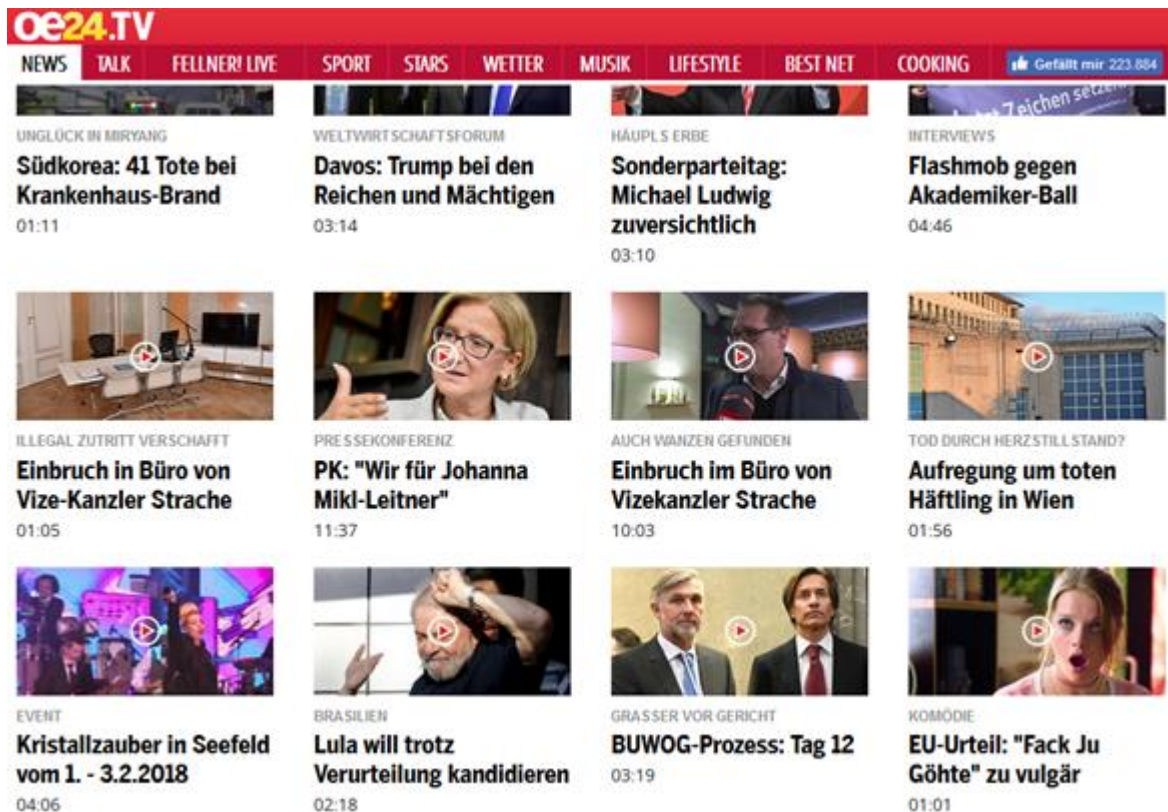 oe24.TV
NEWS TALK FELLNER! LIVE SPORT STARS WETTER MUSIK LIFESTYLE BEST NET COOKING Gefällt mir 223.884
Zeichen setzen
UNGLÜCK IN MIRYANG
Südkorea: 41 Tote bei
Krankenhaus-Brand
01:11
WELTWIRTSCHAFTSFORUM
Davos: Trump bei den
Reichen und Mächtigen
03:14
HÄUPLS ERBE
Sonderparteitag:
Michael Ludwig
zuversichtlich
03:10
INTERVIEWS
Flashmob gegen
Akademiker-Ball
04:46
ILLEGAL ZUTRITT VERSCHAFFT
Einbruch in Büro von
Vize-Kanzler Strache
01:05
PRESSEKONFERENZ
PK: "Wir für Johanna
Mikl-Leitner"
11:37
AUCH WANZEN GEFUNDEN
Einbruch im Büro von
Vizekanzler Strache
10:03
TOD DURCH HERZSTILLSTAND?
Aufregung um toten
Häftling in Wien
01:56
EVENT
Kristallzauber in Seefeld
vom 1. - 3.2.2018
04:06
BRASILIEN
Lula will trotz
Verurteilung kandidieren
02:18
GRASSER VOR GERICHT
BUWOG-Prozess: Tag 12
03:19
KOMÖDIE
EU-Urteil: "Fack Ju
Göhte" zu vulgär
01:01